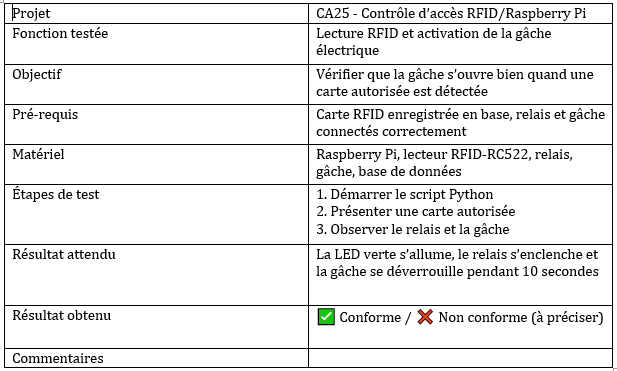 Projet
CA25 - Contrôle d’accès RFID/Raspberry Pi
Fonction testée
Lecture RFID et activation de la gâche
électrique
Objectif
Vérifier que la gâche s’ouvre bien quand une
carte autorisée est détectée
Pré-requis
Carte RFID enregistrée en base, relais et gâche
connectés correctement
Matériel
Raspberry Pi, lecteur RFID-RC522, relais,
gâche, base de données
Étapes de test
1. Démarrer le script Python
2. Présenter une carte autorisée
3. Observer le relais et la gâche
Résultat attendu
La LED verte s’allume, le relais s’enclenche et
la gâche se déverrouille pendant 10 secondes
Résultat obtenu
✅ Conforme / ❌ Non conforme (à préciser)
Commentaires